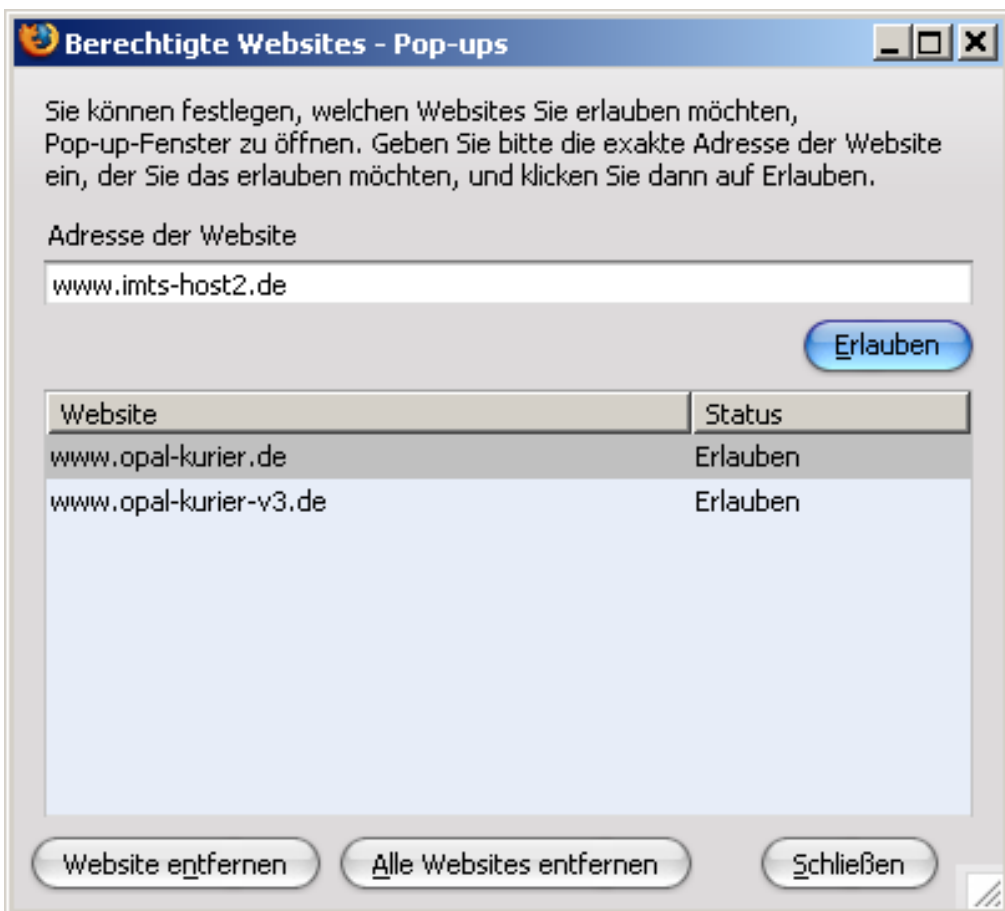 Berechtigte Websites - Pop-ups
Sie können festlegen, welchen Websites Sie erlauben möchten,
Pop-up-Fenster zu öffnen. Geben Sie bitte die exakte Adresse der Website
ein, der Sie das erlauben möchten, und klicken Sie dann auf Erlauben.
Adresse der Website
www.imts-host2.de
Erlauben
Website Status
www.opal-kurier.de Erlauben
www.opal-kurier-v3.de Erlauben
Website entfernen Alle Websites entfernen Schließen